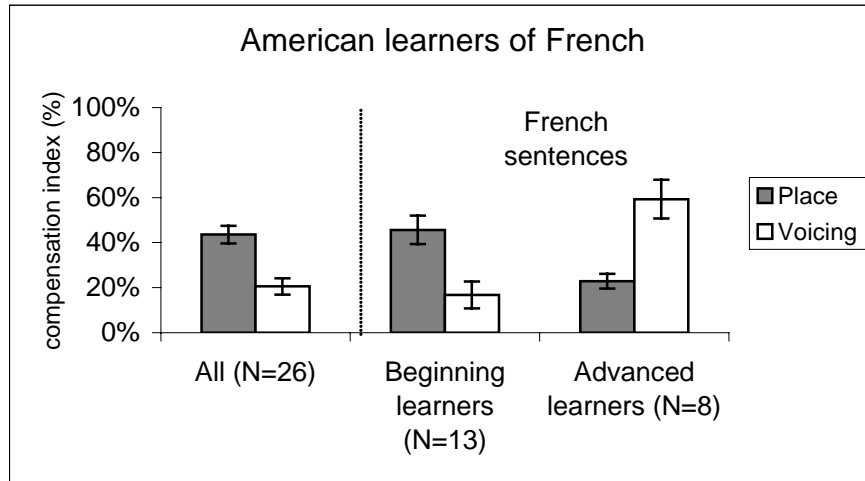 American learners of French
compensation index (%)
100%
80%
60%
40%
20%
0%
French
sentences
Place
Voicing
All (N=26)
Beginning
learners
(N=13)
Advanced
learners (N=8)